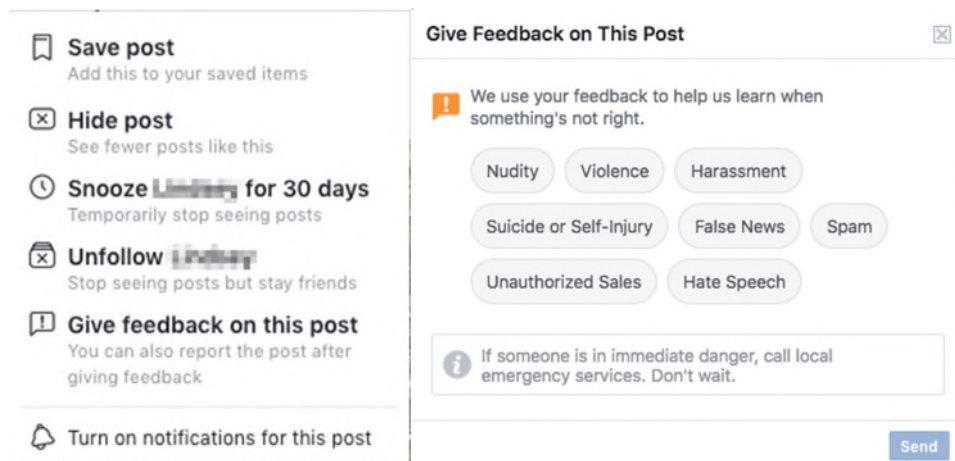 Save post
Add this to your saved items
Hide post
See fewer posts like this
Snooze for 30 days
Temporarily stop seeing posts
Unfollow
Stop seeing posts but stay friends
Give feedback on this post
You can also report the post after
giving feedback
Turn on notifications for this post
Give Feedback on This Post
We use your feedback to help us learn when
something's not right.
Nudity
Violence
Harassment
Suicide or Self-Injury
False News
Spam
Unauthorized Sales
Hate Speech
If someone is in immediate danger, call local
emergency services. Don't wait.
Send